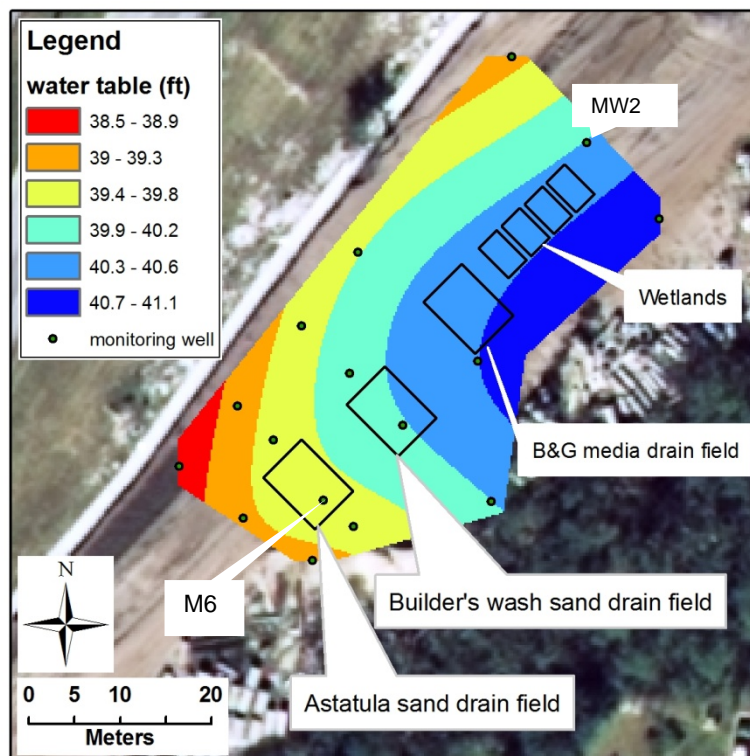 Legend
water table (ft)
38.5 - 38.9
39 - 39.3
39.4 - 39.8
39.9 - 40.2
40.3 - 40.6
40.7 - 41.1
monitoring well
MW2
Wetlands
B&G media drain field
Builder's wash sand drain field
M6
Astatula sand drain field
N
0 5 10 20
Meters